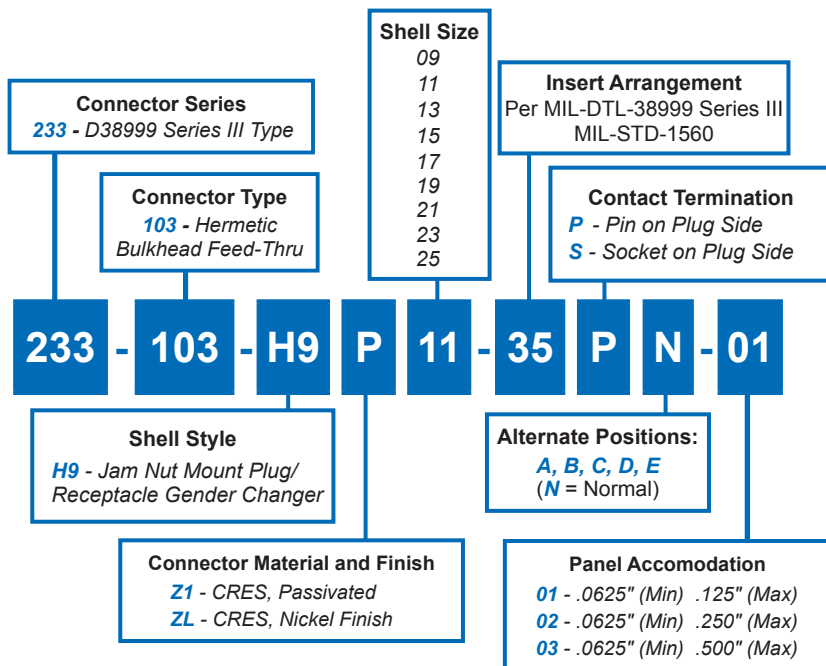 Shell Size
09
11
13
15
17
19
21
23
25
Connector Series
233 - D38999 Series III Type
Insert Arrangement
Per MIL-DTL-38999 Series III
MIL-STD-1560
Connector Type
103 - Hermetic
Bulkhead Feed-Thru
Contact Termination
P - Pin on Plug Side
S - Socket on Plug Side
233 - 103 - H9 P 11 - 35 P N - 01
Shell Style
H9 - Jam Nut Mount Plug/
Receptacle Gender Changer
Alternate Positions:
A, B, C, D, E
(N = Normal)
Connector Material and Finish
Z1 - CRES, Passivated
ZL - CRES, Nickel Finish
Panel Accomodation
01 - .0625" (Min) .125" (Max)
02 - .0625" (Min) .250" (Max)
03 - .0625" (Min) .500" (Max)